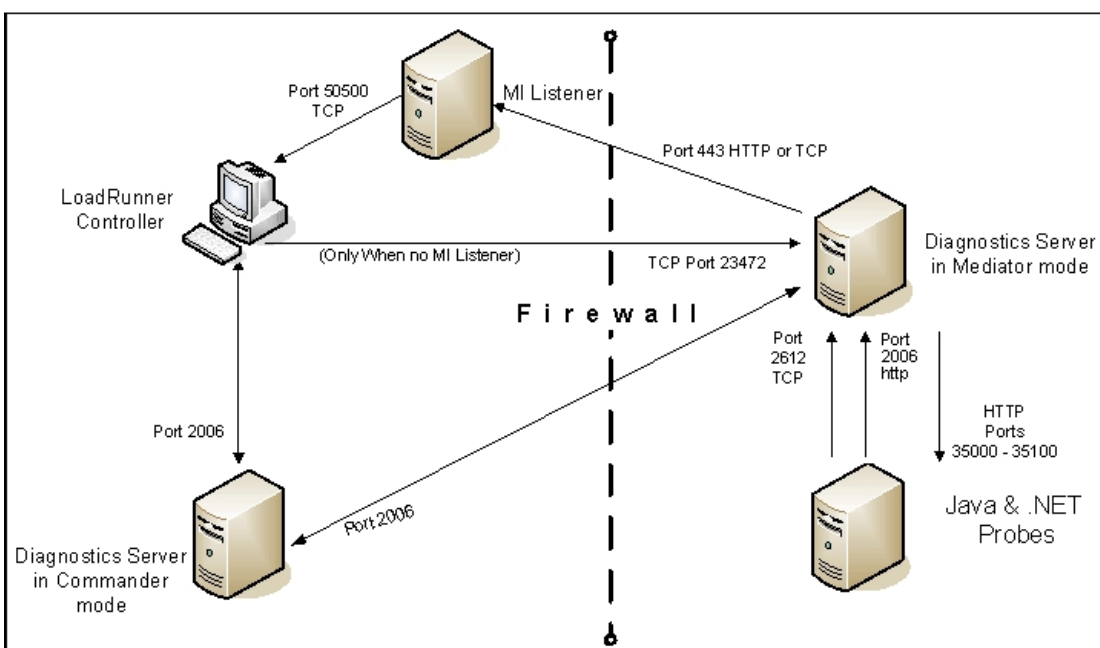 Port 50500
TCP
MI Listener
Port 443 HTTP or TCP
LoadRunner
Controller
(Only When no MI Listener)
TCP Port 23472
Diagnostics Server
in Mediator mode
Firewall
Port
2612
TCP
Port
2006
http
HTTP
Ports
35000 - 35100
Port 2006
Port 2006
Java & .NET
Probes
Diagnostics Server
in Commander
mode